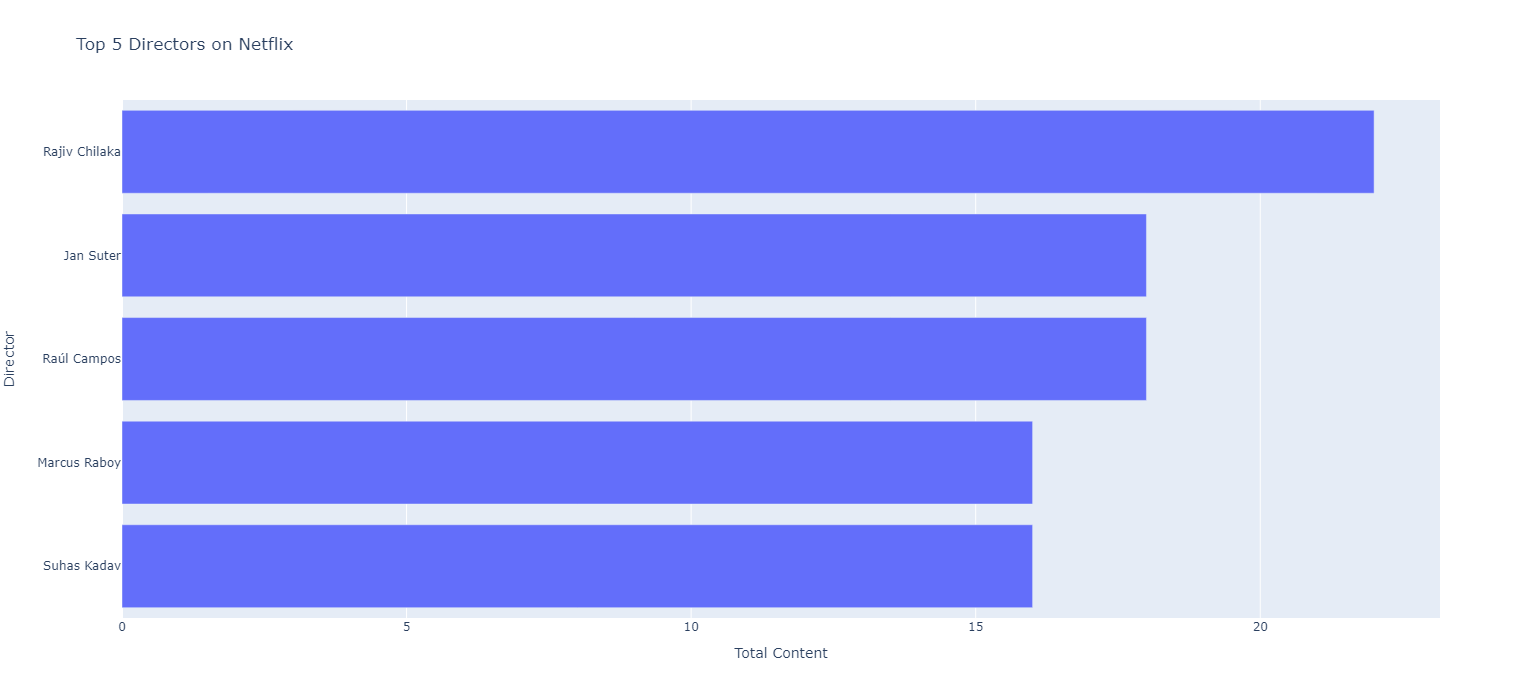 Top 5 Directors on Netflix
Director
Rajiv Chilaka
Jan Suter
Raúl Campos
Marcus Raboy
Suhas Kadav
0 5 10 15 20
Total Content